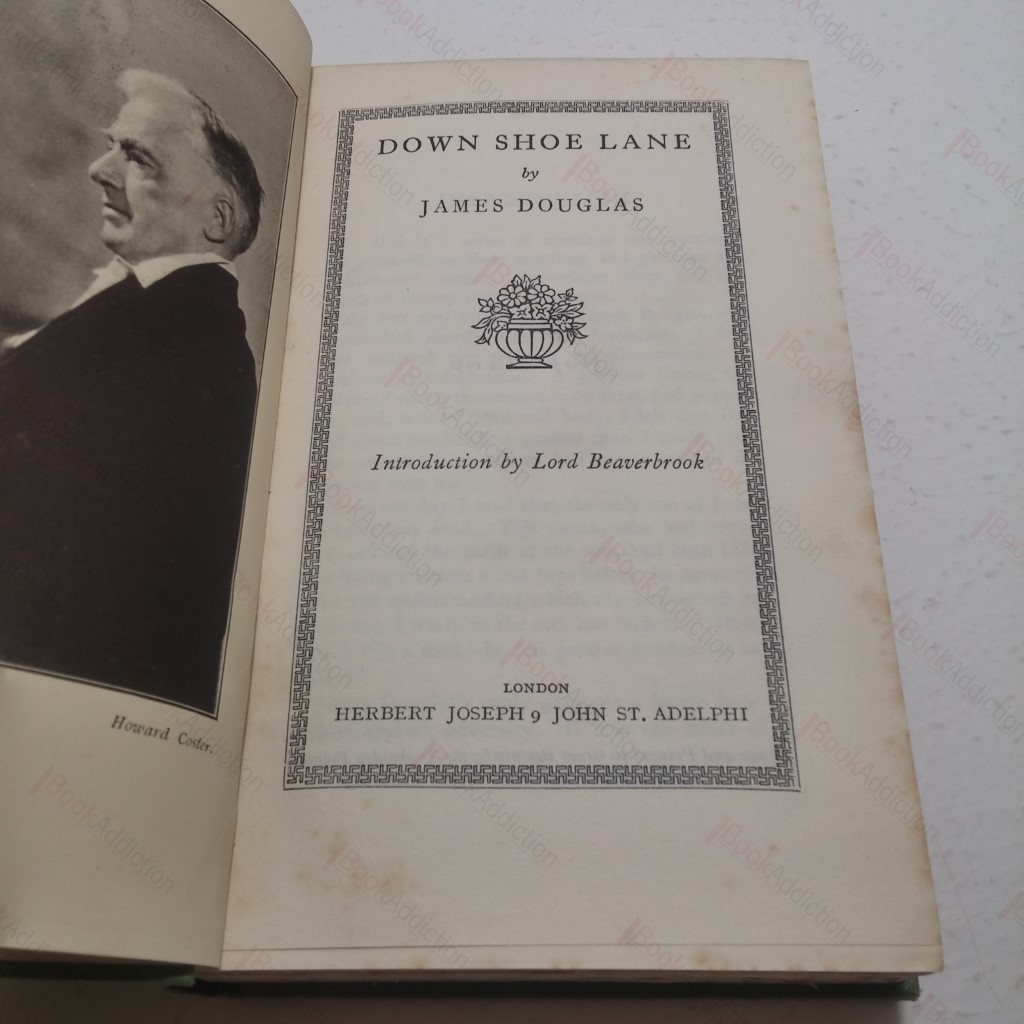 Howard Coster.
DOWN SHOE LANE
by
JAMES DOUGLAS
Introduction by Lord Beaverbrook
LONDON
HERBERT JOSEPH 9 JOHN ST. ADELPHI
BookAddiction